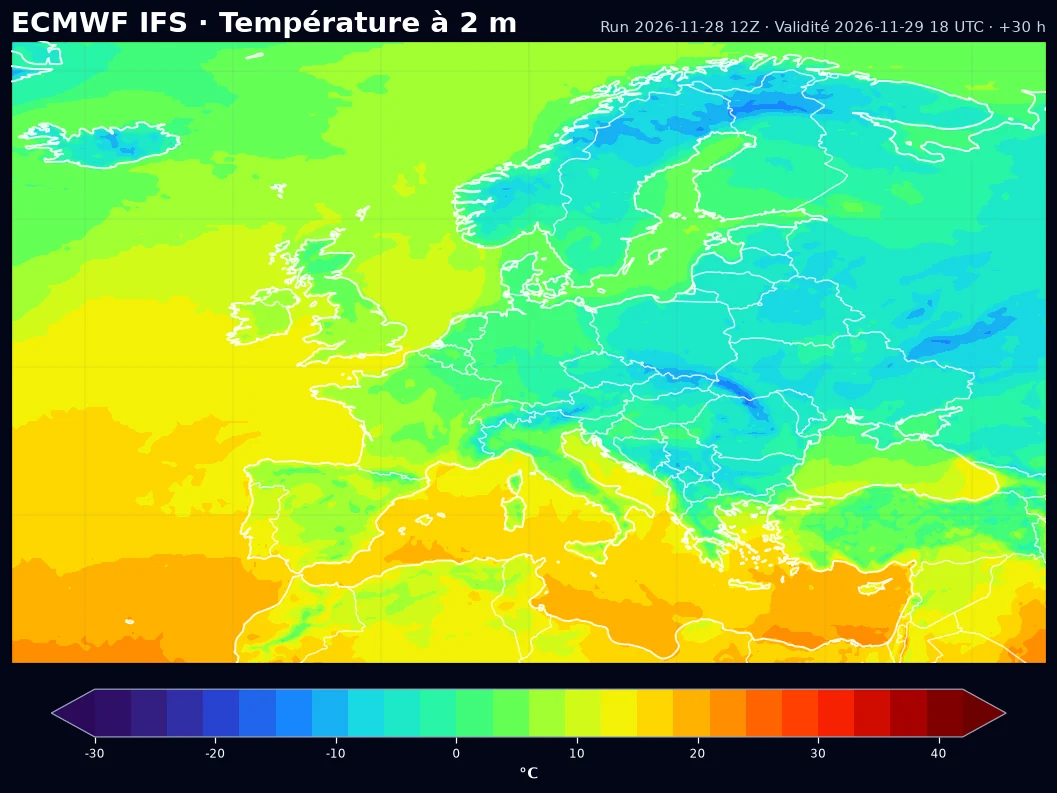 ECMWF IFS · Température à 2 m
Run 2026-11-28 12Z · Validité 2026-11-29 18 UTC · +30 h
-30 -20 -10 0 10 20 30 40
°C